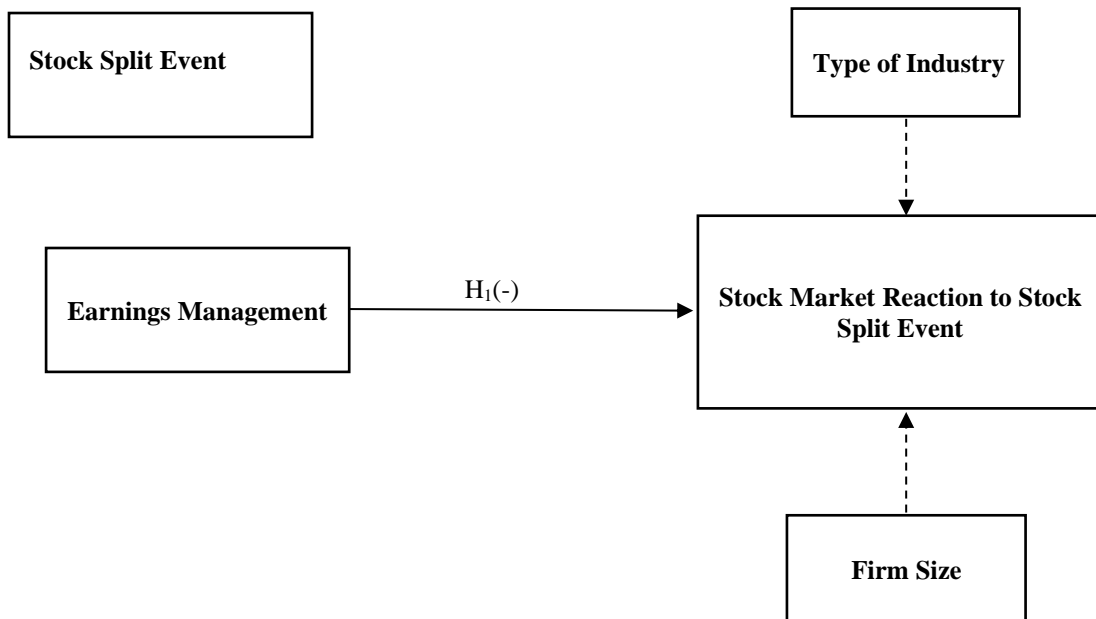 Stock Split Event
Type of Industry
H₁(-)
Earnings Management
Stock Market Reaction to Stock
Split Event
Firm Size